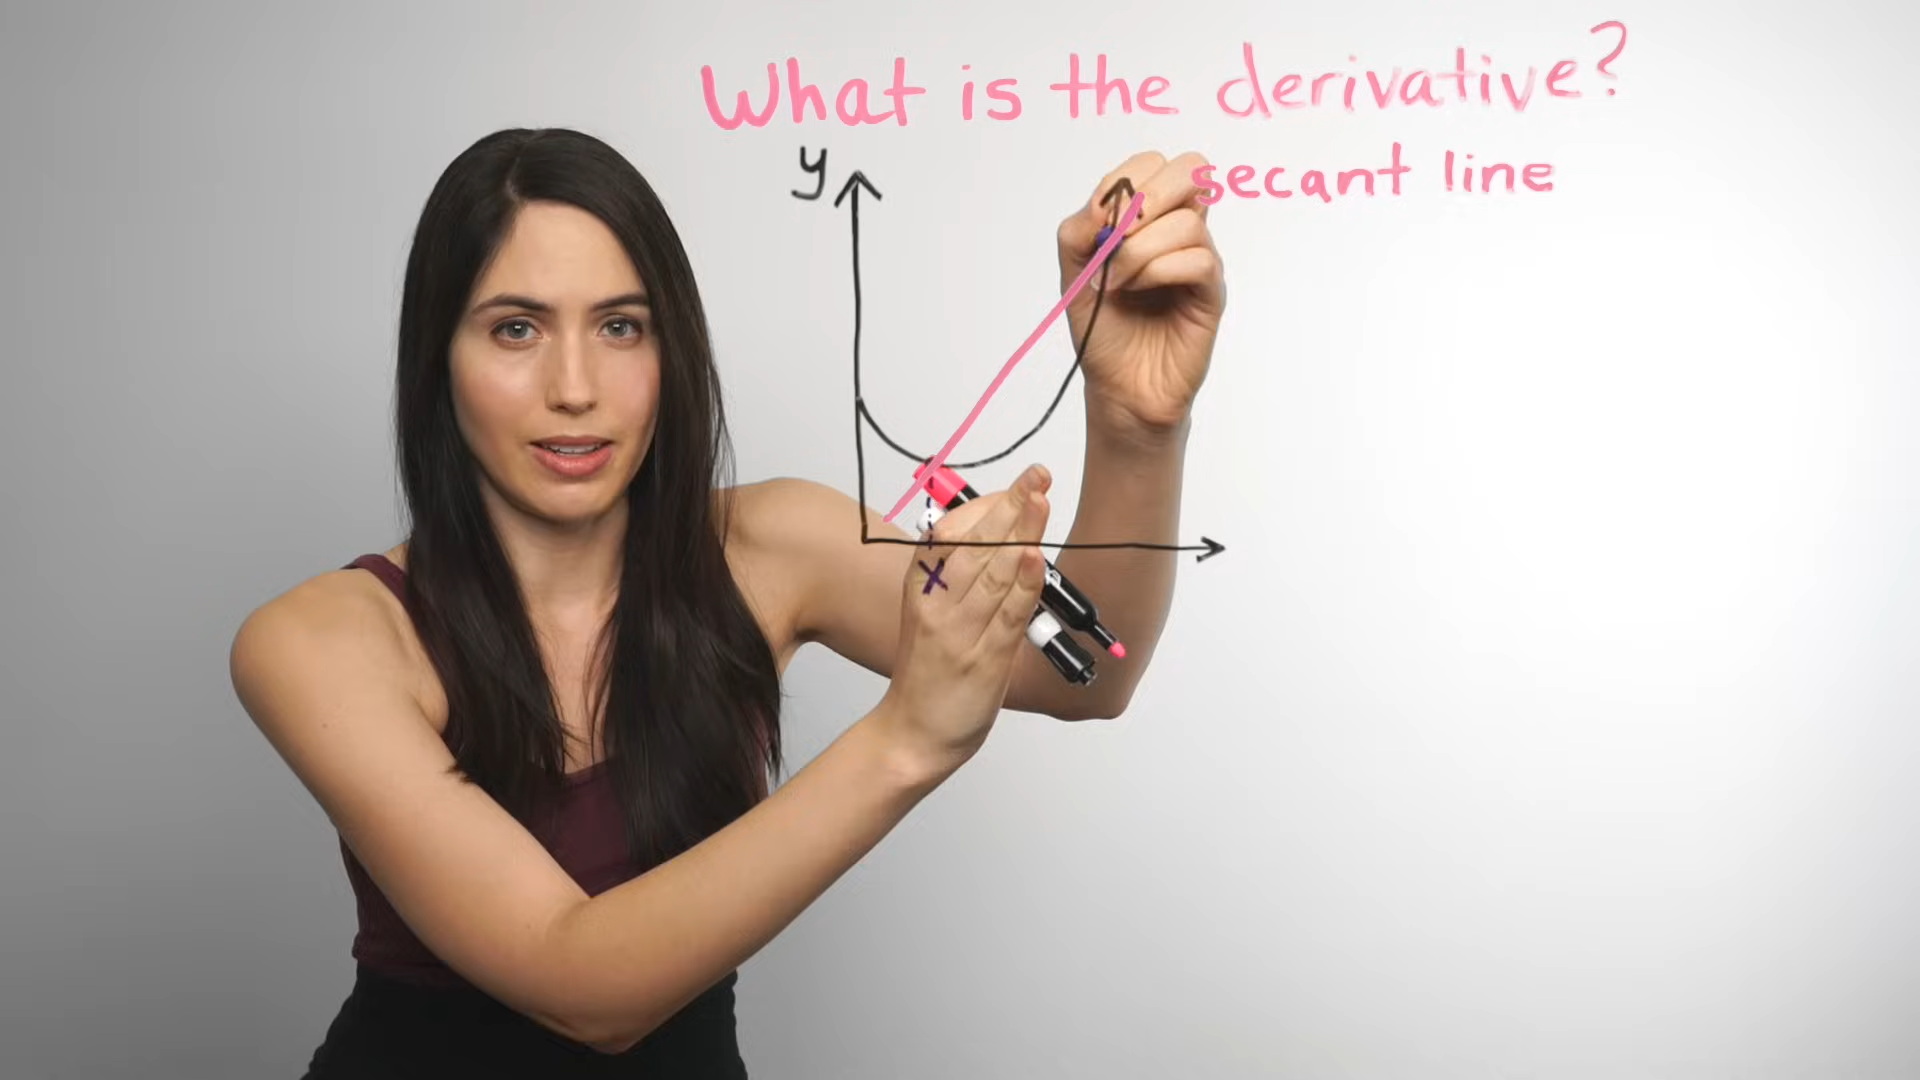 What is the derivative?
y
secant line
x